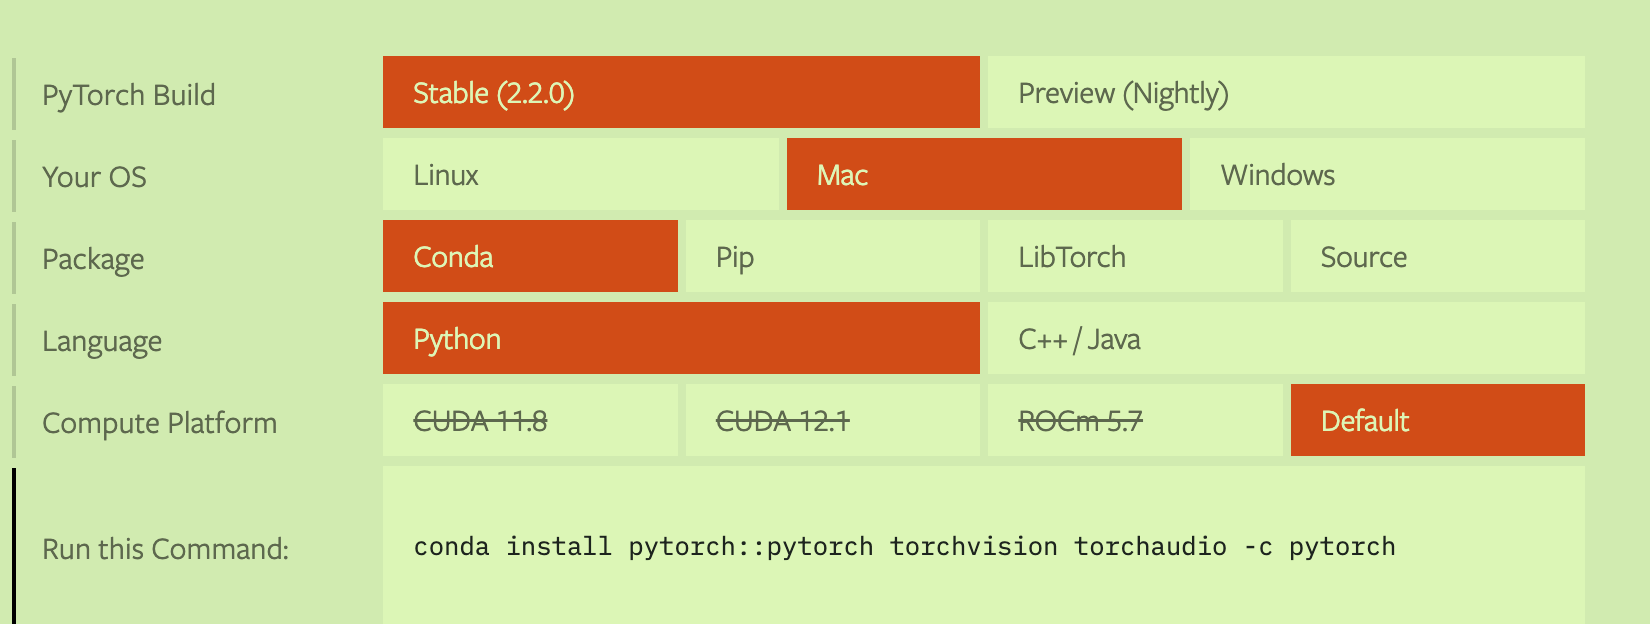 PyTorch Build Stable (2.2.0) Preview (Nightly)
Your OS Linux Mac Windows
Package Conda Pip LibTorch Source
Language Python C++ / Java
Compute Platform CUDA 11.8 CUDA 12.1 ROCm 5.7 Default
Run this Command: conda install pytorch::pytorch torchvision torchaudio -c pytorch